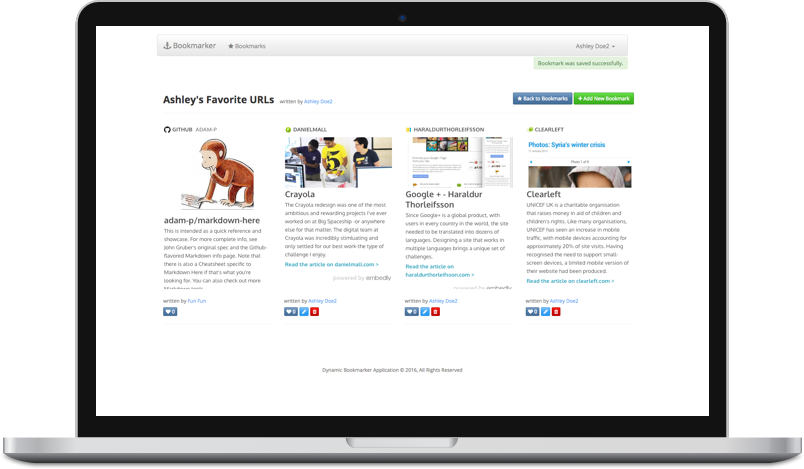 Bookmarker
Bookmarks
Ashley Doe2
Bookmark was saved successfully.
Ashley's Favorite URLs written by Ashley Doe2
Back to Bookmarks
Add New Bookmark
GITHUB ADAM-P
adam-p/markdown-here
This is intended as a quick reference and
showcase. For more complete info, see
John Gruber's original spec and the Github-
flavored Markdown info page. Note that
there is also a Cheatsheet specific to
Markdown Here if that's what you're
looking for. You can also check out more
written by Fun Fun
0
DANIELMALL
Crayola
The Crayola redesign was one of the most
ambitious and rewarding projects I've ever
worked on at Big Spaceship -or anywhere
else for that matter. The digital team at
Crayola was incredibly stimluating and
only settled for our best work-the type of
challenge I enjoy.
Read the article on danielmall.com >
powered by embedly
written by Ashley Doe2
0
HARALDURTHORLEIFSSON
Google + - Haraldur
Thorleifsson
Since Google+ is a global product, with
users in every country in the world, the site
needed to be translated into dozens of
languages. Designing a site that works in
multiple languages brings a unique set of
challenges.
Read the article on
haraldurthorleifsson.com >
powered by embedly
written by Ashley Doe2
0
CLEARLEFT
Photos: Syria's winter crisis
Photo 1 of 6
Clearleft
UNICEF UK is a charitable organisation
that raises money in aid of children and
children's rights. Like many organisations,
UNICEF has seen an increase in mobile
traffic, with mobile devices accounting for
approximately 20% of site visits. Having
recognised the need to support small-
screen devices, a limited mobile version of
their website had been produced.
Read the article on clearleft.com >
written by Ashley Doe2
0
Dynamic Bookmarker Application © 2016, All Rights Reserved